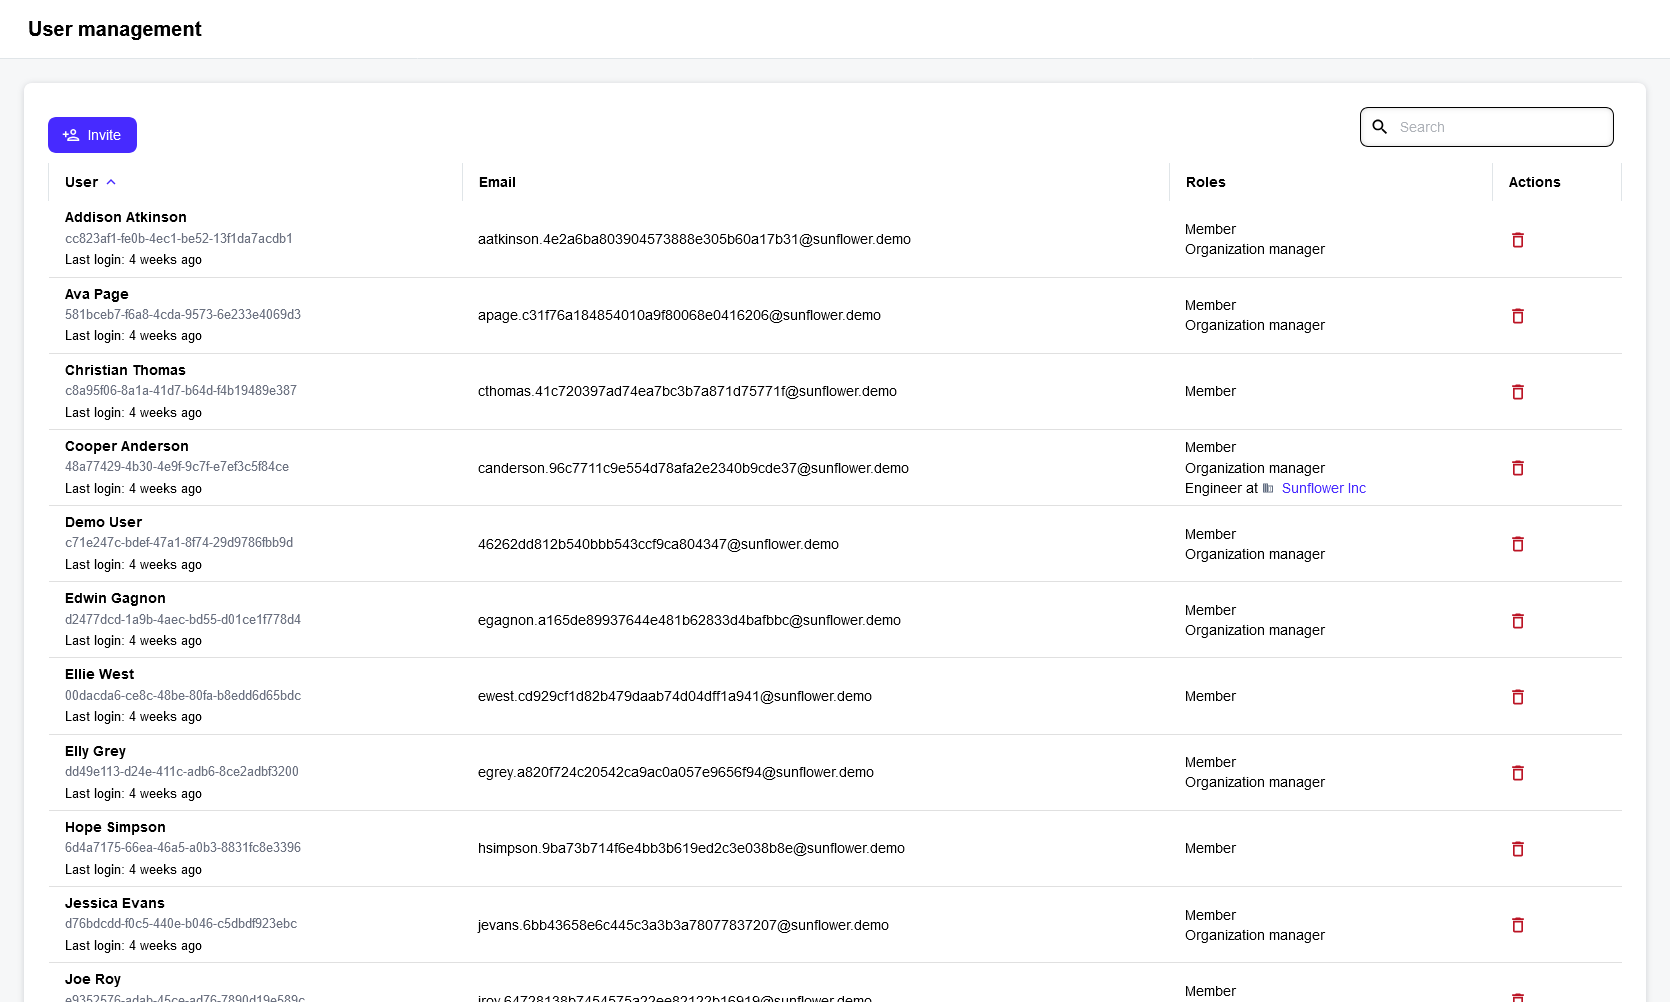 User management
Invite
Search
User Email Roles Actions
Addison Atkinson
cc823af1-fe0b-4ec1-be52-13f1da7acdb1
Last login: 4 weeks ago
aatkinson.4e2a6ba803904573888e305b60a17b31@sunflower.demo
Member
Organization manager
Ava Page
581bceb7-f6a8-4cda-9573-6e233e4069d3
Last login: 4 weeks ago
apage.c31f76a184854010a9f80068e0416206@sunflower.demo
Member
Organization manager
Christian Thomas
c8a95f06-8a1a-41d7-b64d-f4b19489e387
Last login: 4 weeks ago
cthomas.41c720397ad74ea7bc3b7a871d75771f@sunflower.demo
Member
Cooper Anderson
48a77429-4b30-4e9f-9c7f-e7ef3c5f84ce
Last login: 4 weeks ago
canderson.96c7711c9e554d78afa2e2340b9cde37@sunflower.demo
Member
Organization manager
Engineer at Sunflower Inc
Demo User
c71e247c-bdef-47a1-8f74-29d9786fbb9d
Last login: 4 weeks ago
46262dd812b540bbb543ccf9ca804347@sunflower.demo
Member
Organization manager
Edwin Gagnon
d2477dcd-1a9b-4aec-bd55-d01ce1f778d4
Last login: 4 weeks ago
egagnon.a165de89937644e481b62833d4bafbbc@sunflower.demo
Member
Organization manager
Ellie West
00dacda6-ce8c-48be-80fa-b8edd6d65bdc
Last login: 4 weeks ago
ewest.cd929cf1d82b479daab74d04dff1a941@sunflower.demo
Member
Elly Grey
dd49e113-d24e-411c-adb6-8ce2adbf3200
Last login: 4 weeks ago
egrey.a820f724c20542ca9ac0a057e9656f94@sunflower.demo
Member
Organization manager
Hope Simpson
6d4a7175-66ea-46a5-a0b3-8831fc8e3396
Last login: 4 weeks ago
hsimpson.9ba73b714f6e4bb3b619ed2c3e038b8e@sunflower.demo
Member
Jessica Evans
d76bdcdd-f0c5-440e-b046-c5dbdf923ebc
Last login: 4 weeks ago
jevans.6bb43658e6c445c3a3b3a78077837207@sunflower.demo
Member
Organization manager
Joe Roy
e9352576-adab-45ce-ad76-7890d19e589c
jroy.64728138b7454575a22ee82122b16919@sunflower.demo
Member